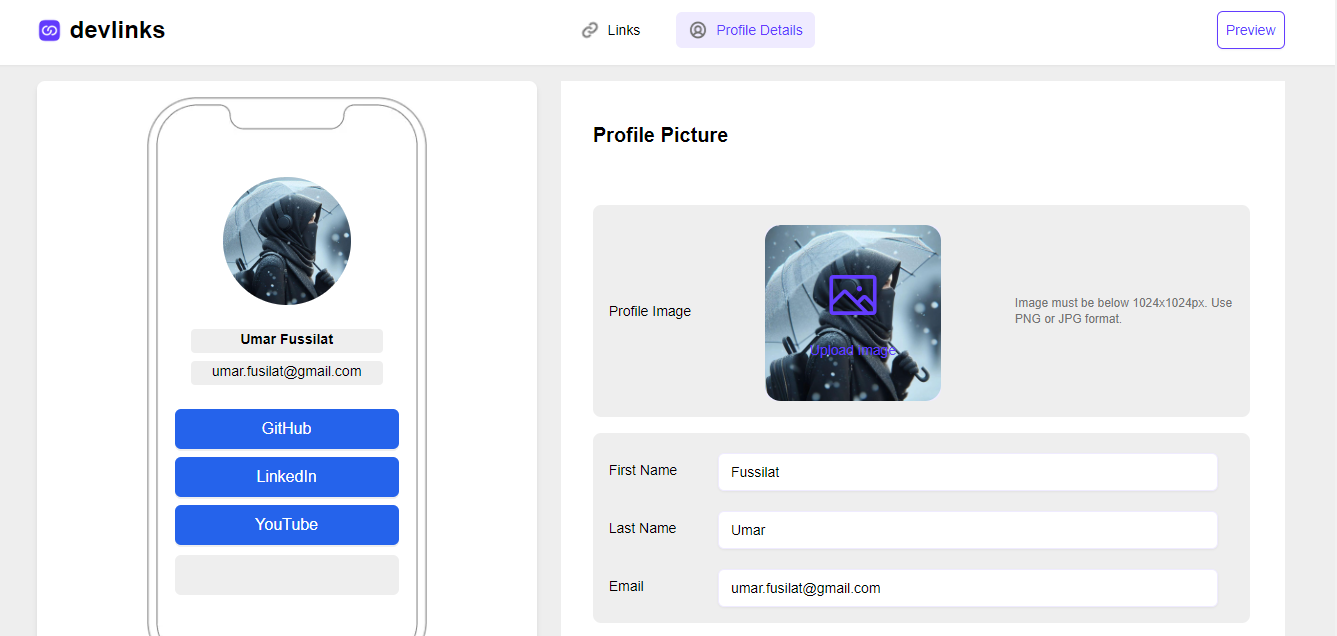 devlinks
Links
Profile Details
Preview
Umar Fussilat
umar.fusilat@gmail.com
GitHub
LinkedIn
YouTube
Profile Picture
Profile Image
Upload Image
Image must be below 1024x1024px. Use
PNG or JPG format.
First Name
Fussilat
Last Name
Umar
Email
umar.fusilat@gmail.com